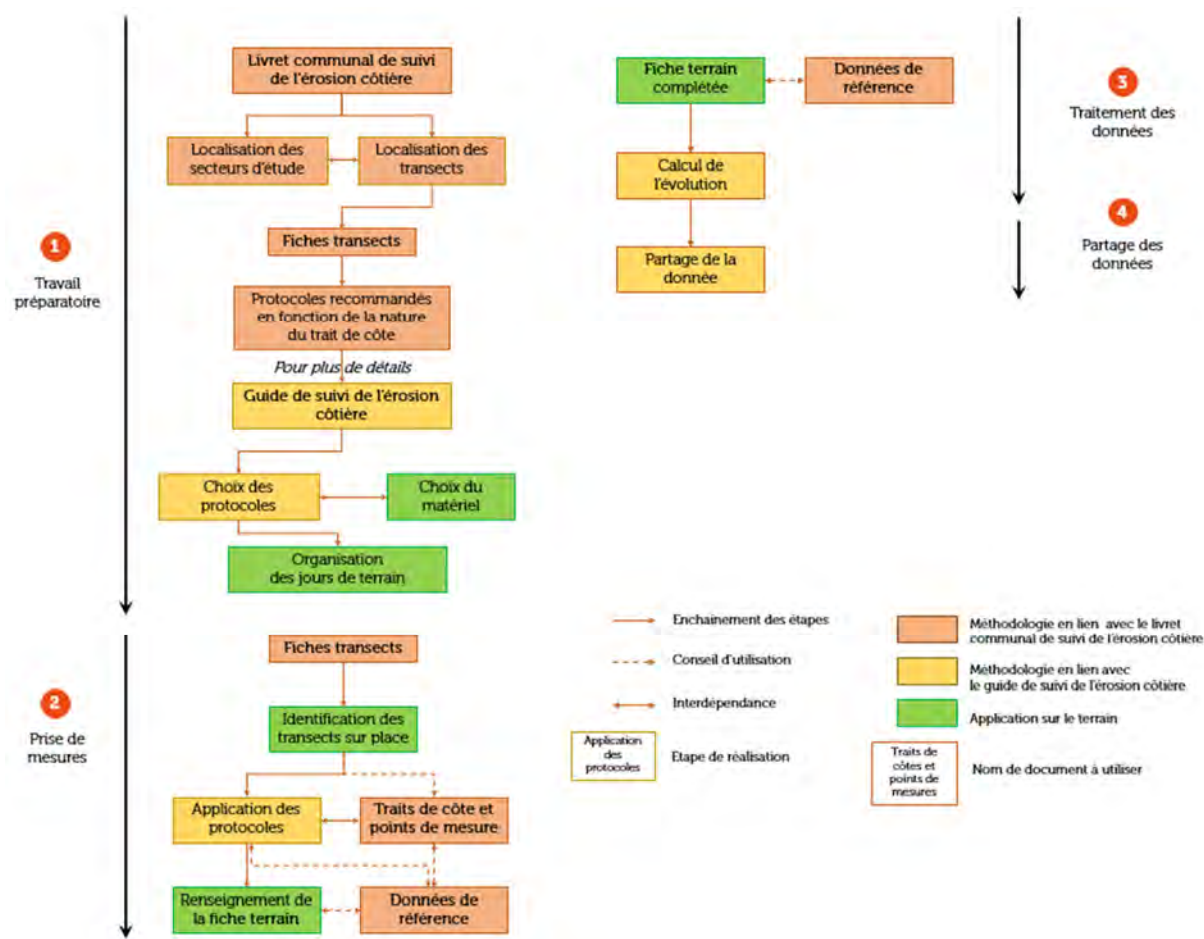 1
Travail
préparatoire
Livret communal de suivi
de l'érosion côtière
Localisation des
secteurs d'étude
Localisation des
transects
Fiches transects
Protocoles recommandés
en fonction de la nature
du trait de côte
Pour plus de détails
Guide de suivi de l'érosion
côtière
Choix des
protocoles
Choix du
matériel
Organisation
des jours de terrain
2
Prise de
mesures
Fiches transects
Identification des
transects sur place
Application des
protocoles
Traits de côte et
points de mesure
Renseignement de
la fiche terrain
Données de
référence
Fiche terrain
complétée
Données de
référence
Calcul de
l'évolution
Partage de la
donnée
3
Traitement des
données
4
Partage des
données
Enchaînement des étapes
Conseil d'utilisation
Interdépendance
Application
des
protocoles
Etape de réalisation
Méthodologie en lien avec le livret
communal de suivi de l'érosion côtière
Méthodologie en lien avec
le guide de suivi de l'érosion côtière
Application sur le terrain
Traits de
côtes et
points de
mesures
Nom de document à utiliser